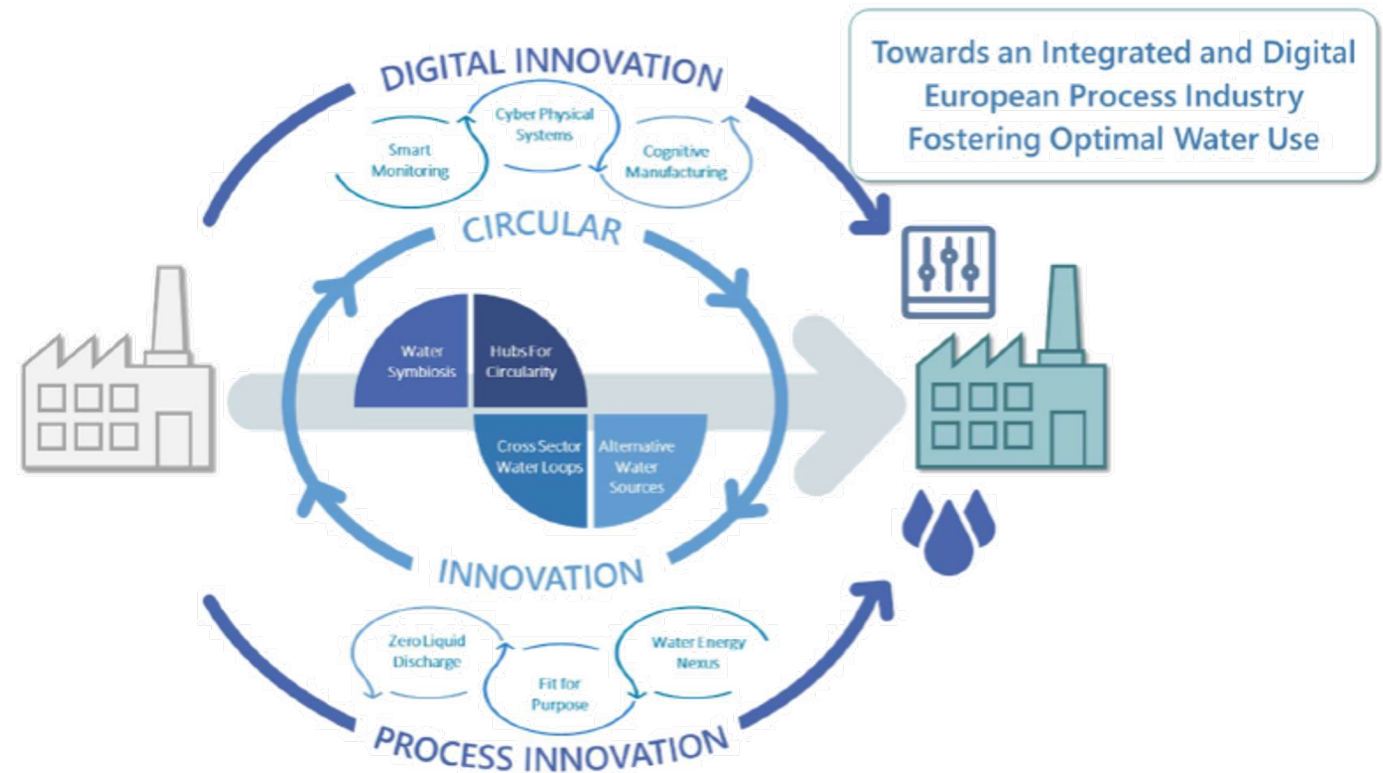 Towards an Integrated and Digital
European Process Industry
Fostering Optimal Water Use
DIGITAL INNOVATION
Smart
Monitoring
Cyber Physical
Systems
Cognitive
Manufacturing
CIRCULAR
Water
Symbiosis
Hubs For
Circularity
Cross Sector
Water Loops
Alternative
Water
Sources
INNOVATION
Zero Liquid
Discharge
Fit for
Purpose
Water Energy
Nexus
PROCESS INNOVATION